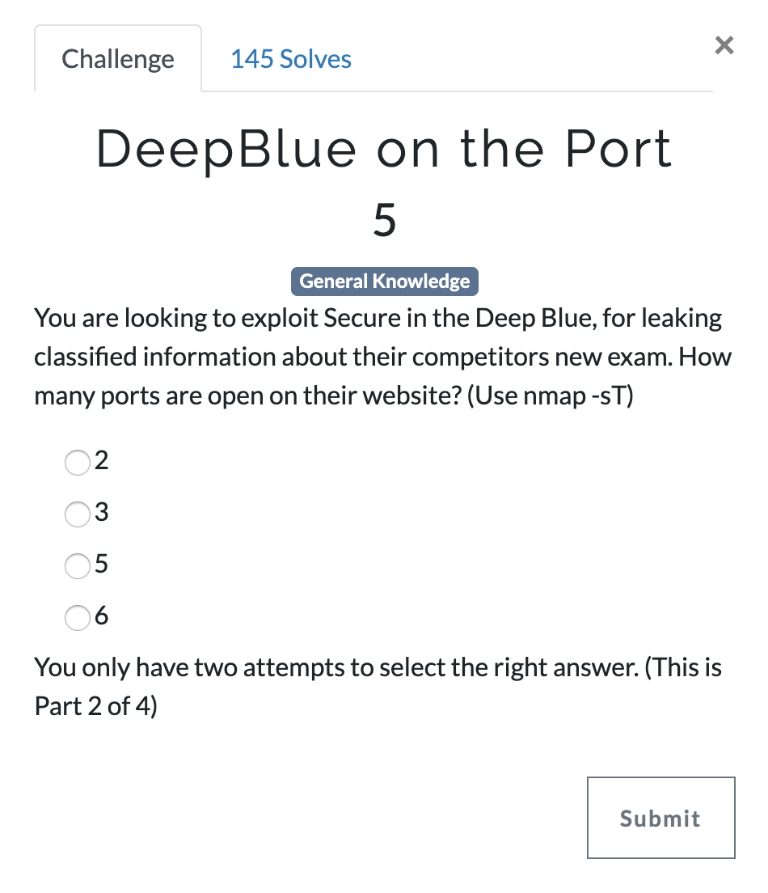 Challenge
145 Solves
×
DeepBlue on the Port
5
General Knowledge
You are looking to exploit Secure in the Deep Blue, for leaking
classified information about their competitors new exam. How
many ports are open on their website? (Use nmap -sT)
2
3
5
6
You only have two attempts to select the right answer. (This is
Part 2 of 4)
Submit